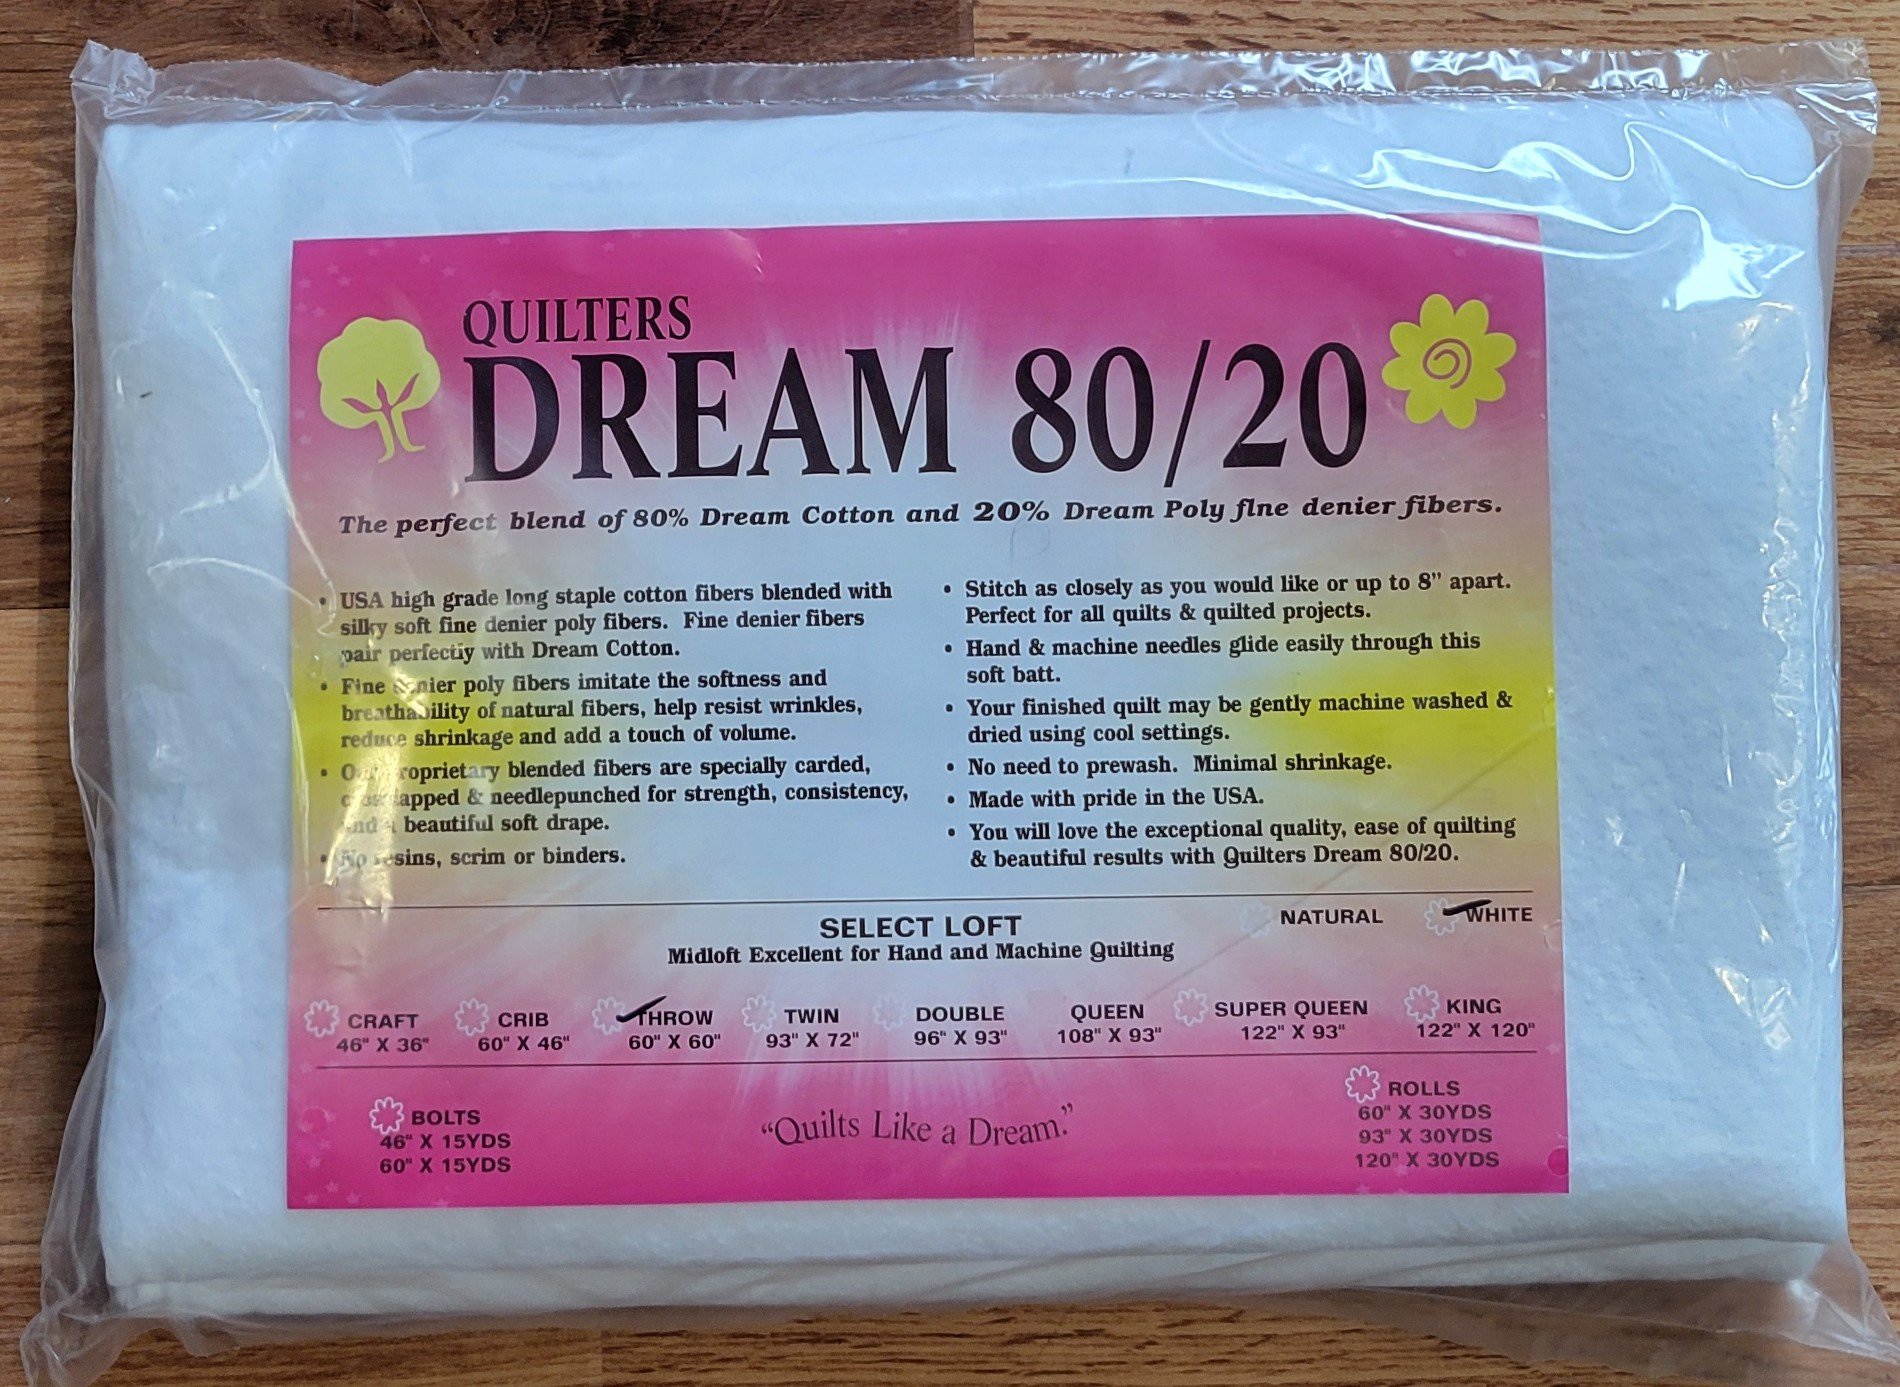 QUILTERS
DREAM 80/20
The perfect blend of 80% Dream Cotton and 20% Dream Poly fine denier fibers.
• USA high grade long staple cotton fibers blended with
silky soft fine denier poly fibers. Fine denier fibers
pair perfectly with Dream Cotton.
• Fine denier poly fibers imitate the softness and
breathability of natural fibers, help resist wrinkles,
reduce shrinkage and add a touch of volume.
• Our proprietary blended fibers are specially carded,
crosslapped & needlepunched for strength, consistency,
and a beautiful soft drape.
• No resins, scrim or binders.
• Stitch as closely as you would like or up to 8” apart.
Perfect for all quilts & quilted projects.
• Hand & machine needles glide easily through this
soft batt.
• Your finished quilt may be gently machine washed &
dried using cool settings.
• No need to prewash. Minimal shrinkage.
• Made with pride in the USA.
• You will love the exceptional quality, ease of quilting
& beautiful results with Quilters Dream 80/20.
SELECT LOFT
Midloft Excellent for Hand and Machine Quilting
NATURAL WHITE
CRAFT
46" X 36"
CRIB
60" X 46"
THROW
60" X 60"
TWIN
93" X 72"
DOUBLE
96" X 93"
QUEEN
108" X 93"
SUPER QUEEN
122" X 93"
KING
122" X 120"
BOLTS
46" X 15YDS
60" X 15YDS
“Quilts Like a Dream.”
ROLLS
60" X 30YDS
93" X 30YDS
120" X 30YDS